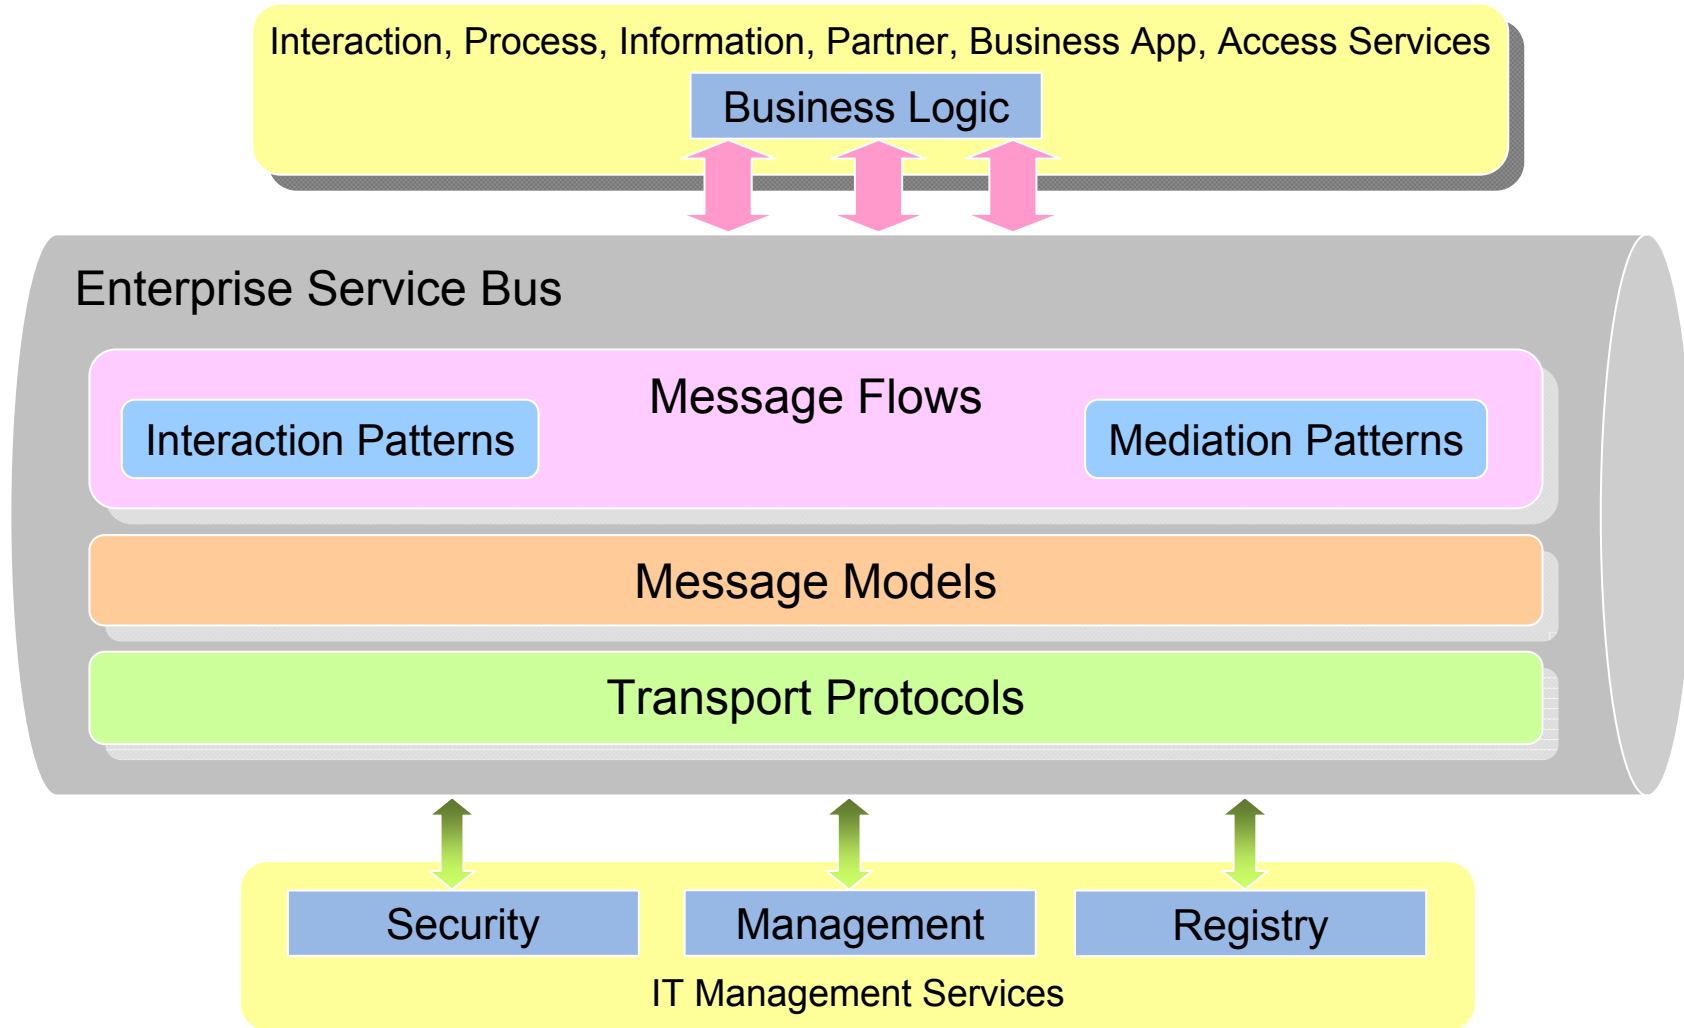 Interaction, Process, Information, Partner, Business App, Access Services
Business Logic
Enterprise Service Bus
Message Flows
Interaction Patterns
Mediation Patterns
Message Models
Transport Protocols
Security
Management
Registry
IT Management Services